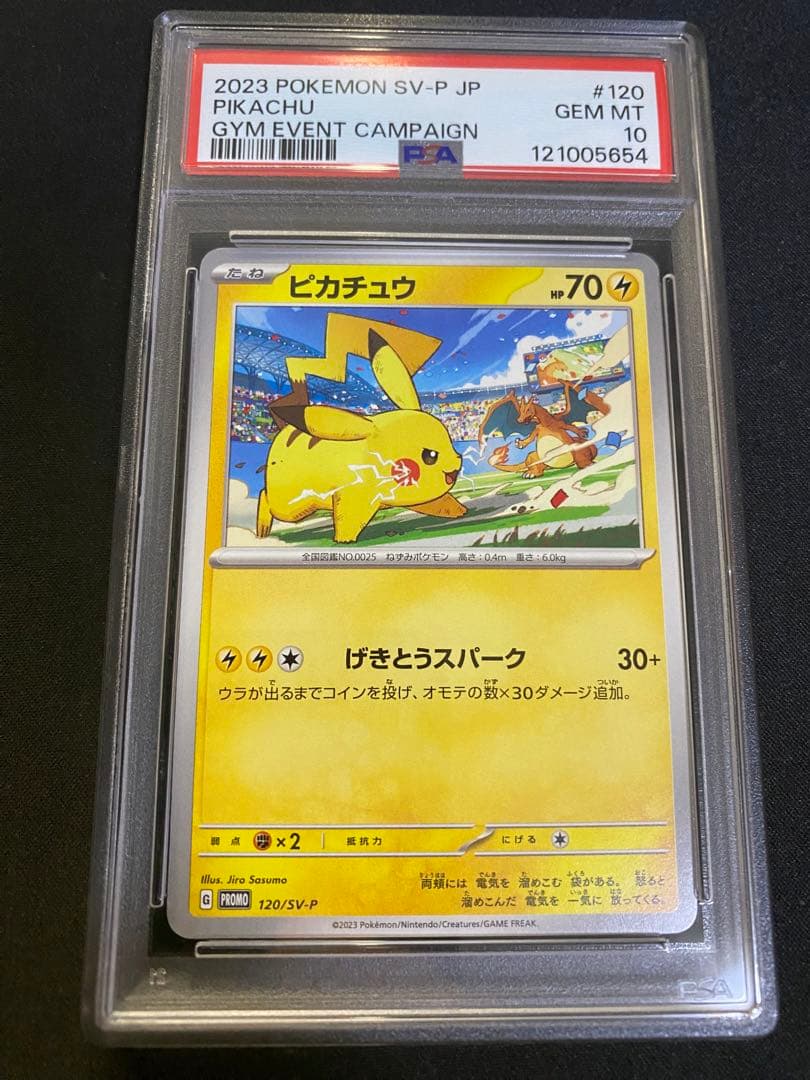 2023 POKEMON SV-P JP #120
PIKACHU GEM MT
GYM EVENT CAMPAIGN 10
PSA 121005654
たね ピカチュウ HP70
全国図鑑NO.0025 ねずみポケモン 高さ:0.4m 重さ:6.0kg
げきとうスパーク 30+
ウラが出るまでコインを投げ、オモテの数×30ダメージ追加。
弱点 ×2 抵抗力 にげる
Illus. Jiro Sasumo
両頬には 電気を 溜めこむ 袋がある。 怒ると
溜めこんだ 電気を 一気に 放ってくる。
G PROMO 120/SV-P
©2023 Pokémon/Nintendo/Creatures/GAME FREAK.
PSA